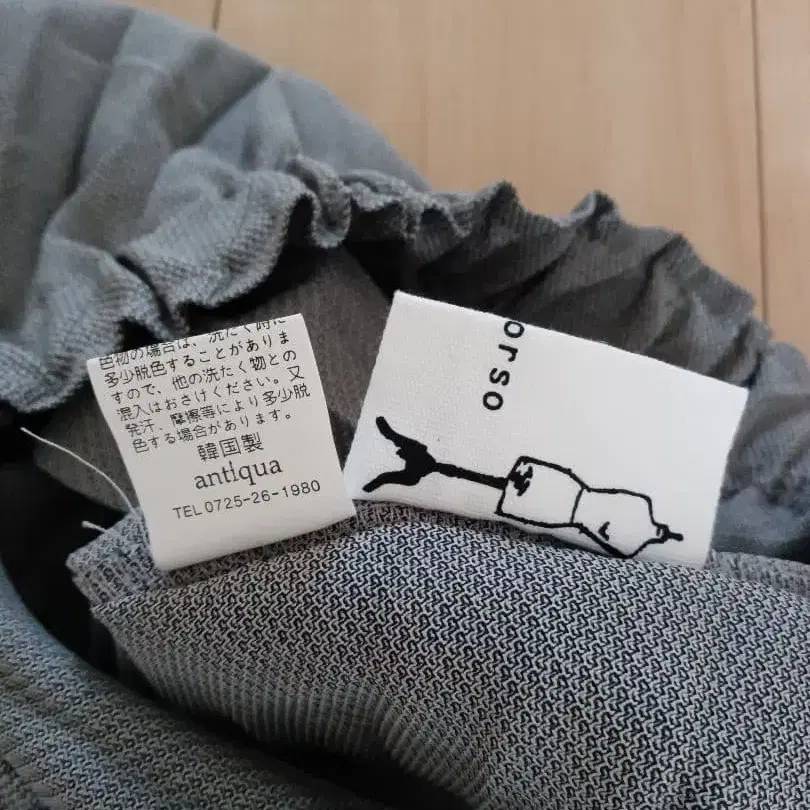 色物の場合は、洗たく時に
多少脱色することがありま
すので、他の洗たく物との
混入はおさけください。又
発汗、摩擦等により多少脱
色する場合があります。
韓国製
antiqua
TEL 0725-26-1980
orso